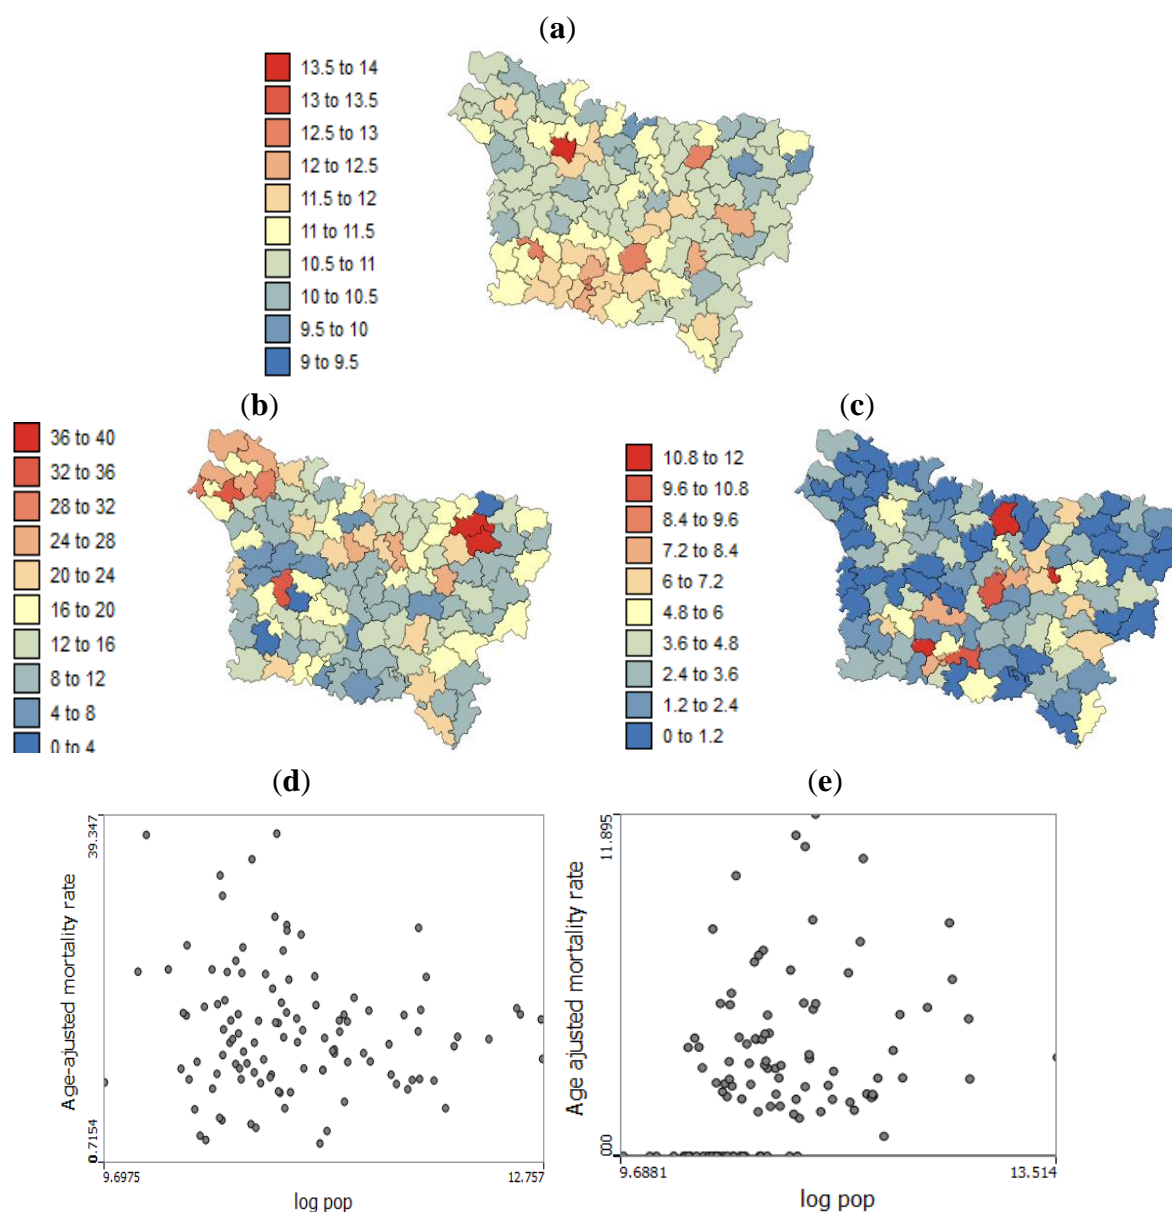 (a)
13.5 to 14
13 to 13.5
12.5 to 13
12 to 12.5
11.5 to 12
11 to 11.5
10.5 to 11
10 to 10.5
9.5 to 10
9 to 9.5
(b)
36 to 40
32 to 36
28 to 32
24 to 28
20 to 24
16 to 20
12 to 16
8 to 12
4 to 8
0 to 4
(c)
10.8 to 12
9.6 to 10.8
8.4 to 9.6
7.2 to 8.4
6 to 7.2
4.8 to 6
3.6 to 4.8
2.4 to 3.6
1.2 to 2.4
0 to 1.2
(d)
39.347
Age-ajusted mortality rate
0.7154
9.6975
12.757
log pop
(e)
11.895
Age ajusted mortality rate
000
9.6881
13.514
log pop